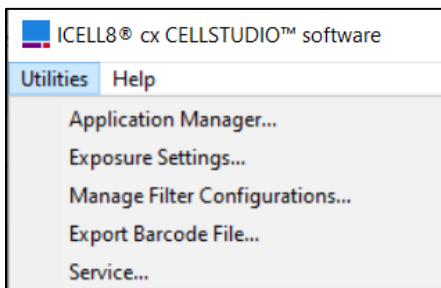 ICELL8® cx CELLSTUDIO™ software
Utilities Help
Application Manager...
Exposure Settings...
Manage Filter Configurations...
Export Barcode File...
Service...